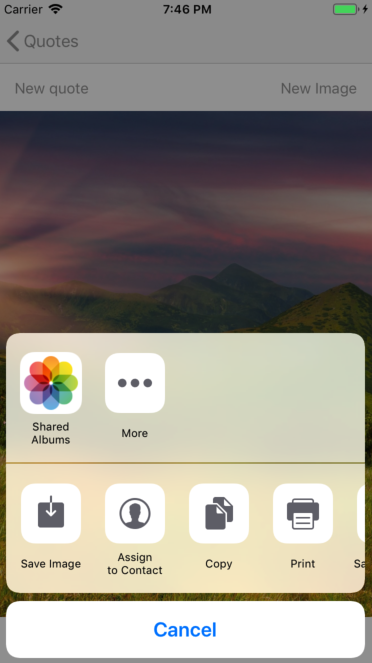 Carrier 7:46 PM
Quotes
New quote New Image
Shared
Albums
More
Save Image
Assign
to Contact
Copy
Print
Sa
Cancel